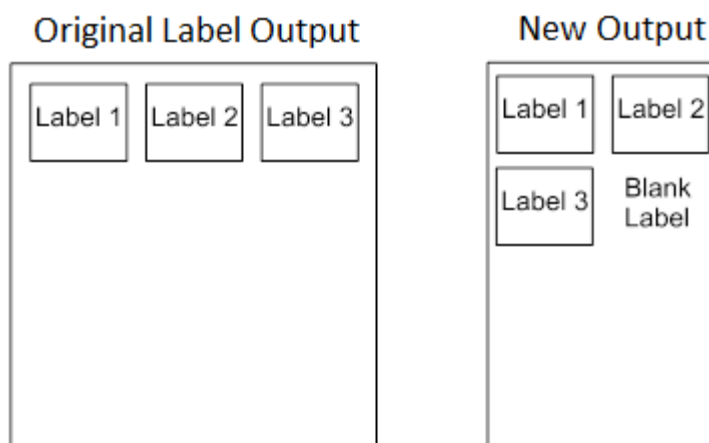 Original Label Output
Label 1 Label 2 Label 3
New Output
Label 1 Label 2
Label 3 Blank
Label